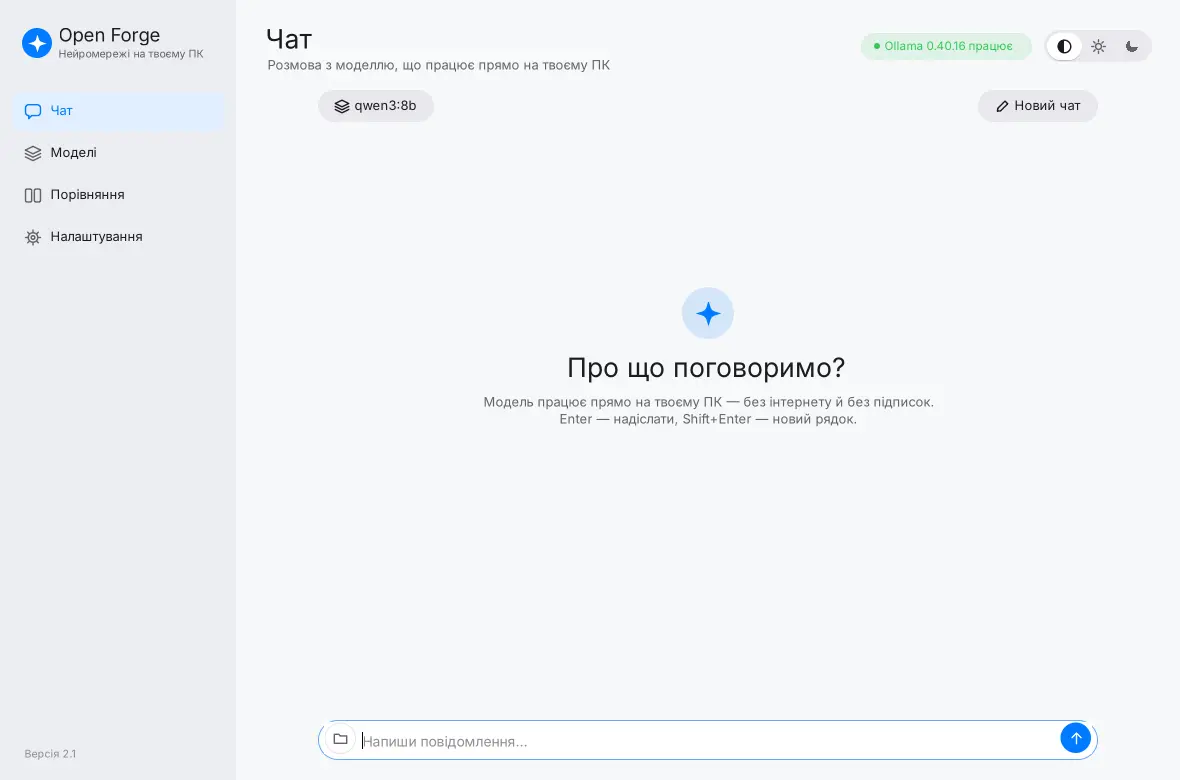 Open Forge
Нейромережі на твоєму ПК
Чат
Моделі
Порівняння
Налаштування
Версія 2.1
Чат
Розмова з моделлю, що працює прямо на твоєму ПК
Ollama 0.40.16 працює
qwen3:8b
Новий чат
Про що поговоримо?
Модель працює прямо на твоєму ПК — без інтернету й без підписок.
Enter — надіслати, Shift+Enter — новий рядок.
Напиши повідомлення...